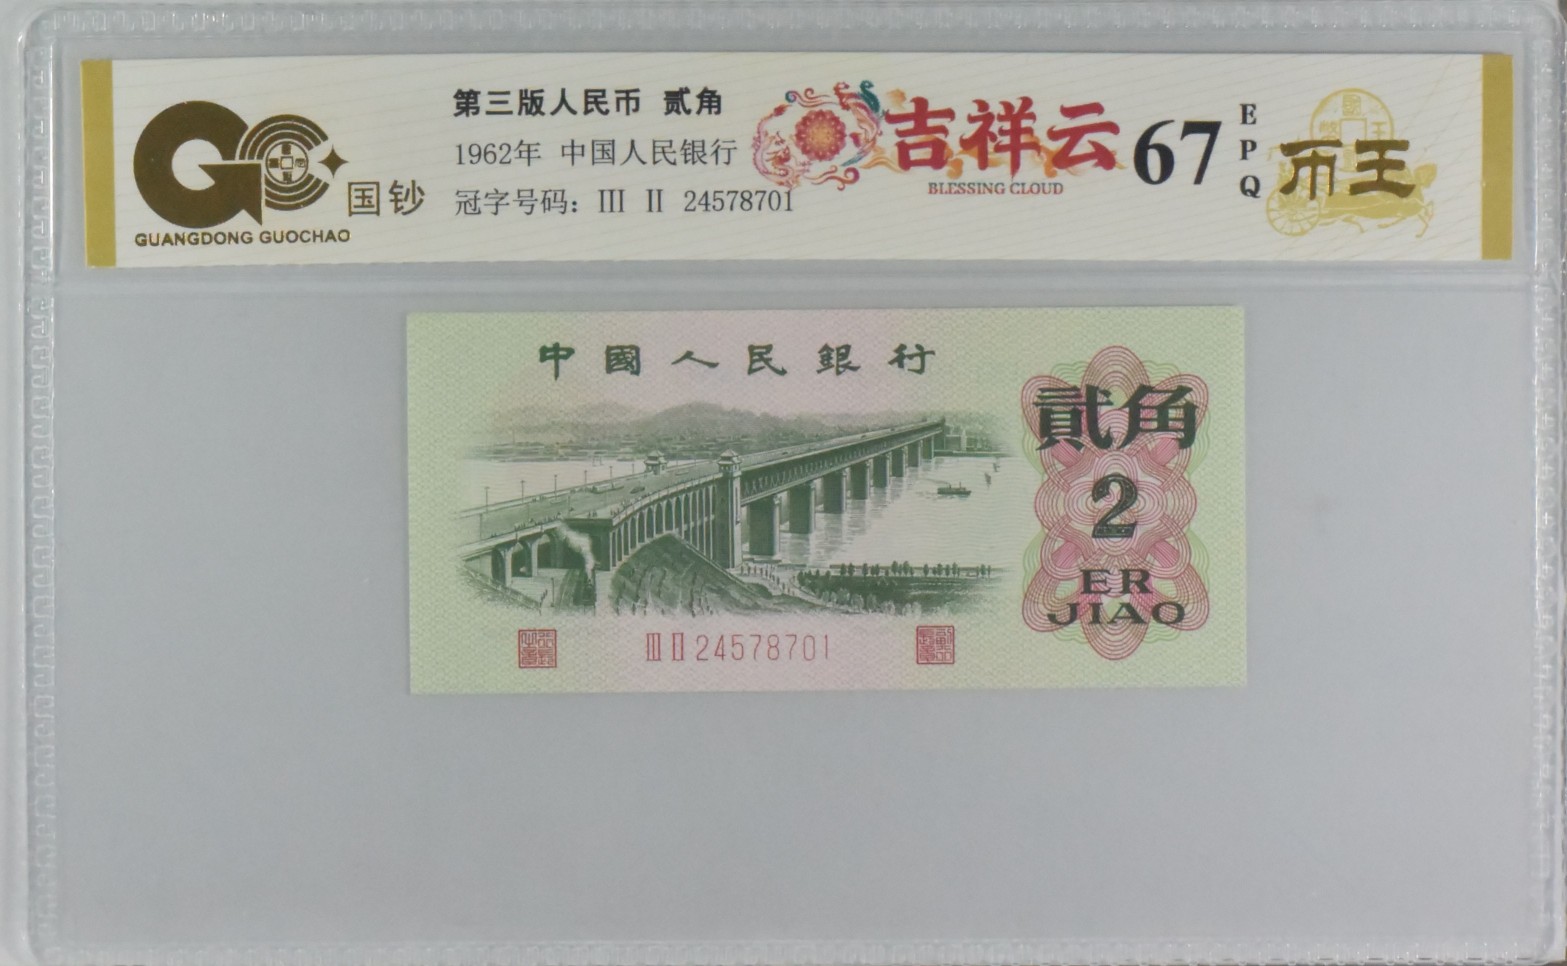 国钞
GUANGDONG GUOCHAO
第三版人民币 贰角
1962年 中国人民银行
冠字号码：Ⅲ Ⅱ 24578701
吉祥云
BLESSING CLOUD
67
EPQ
币王
中國人民銀行
貳角
2
ER
JIAO
Ⅲ Ⅱ 24578701